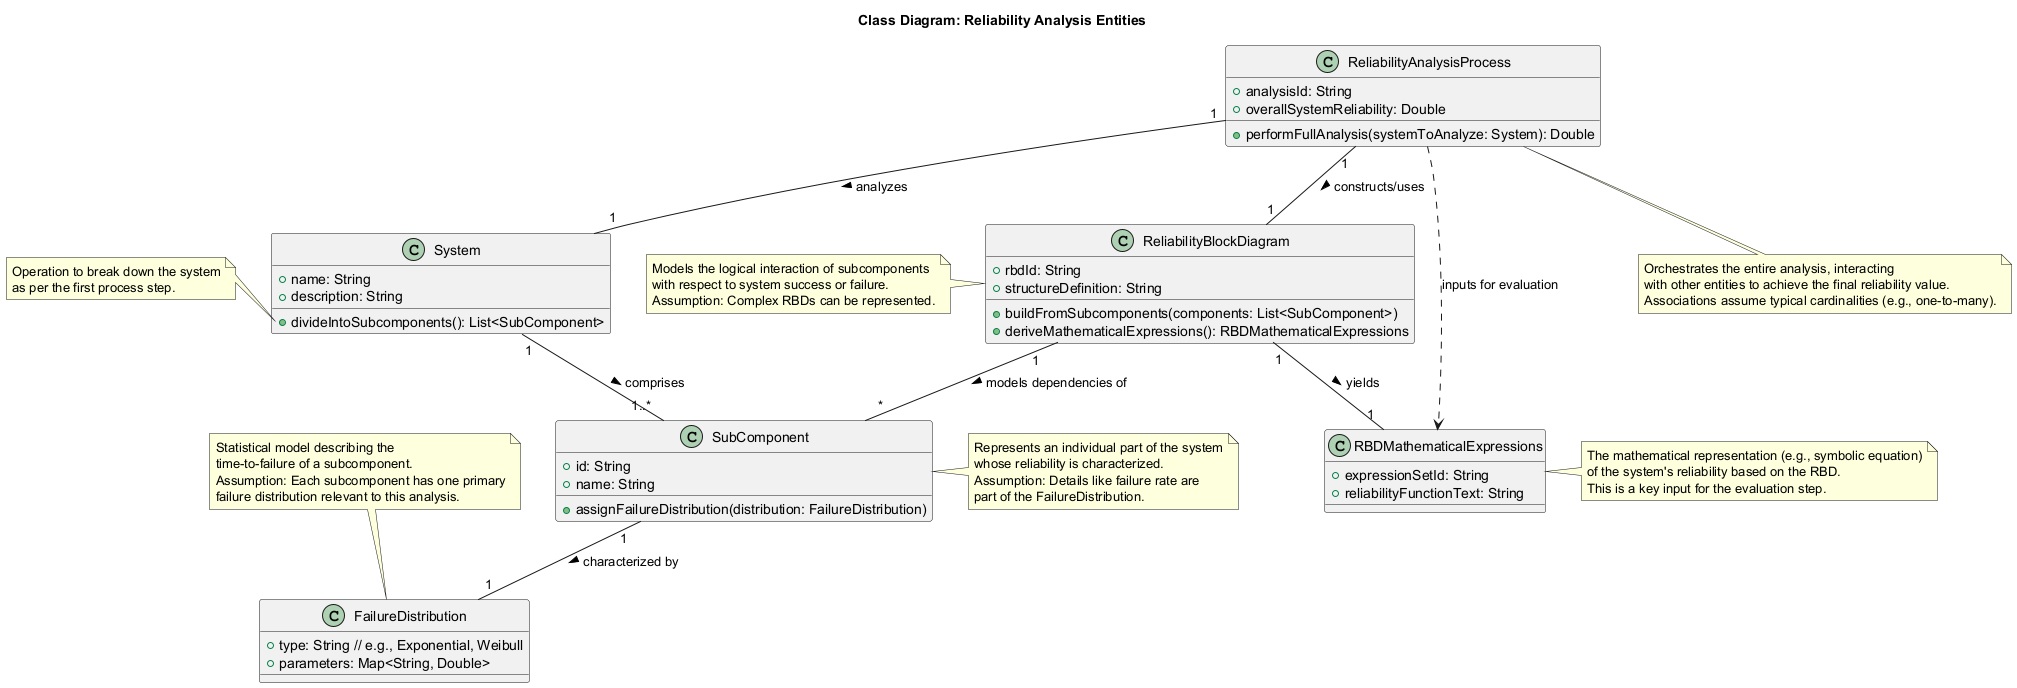 Class Diagram: Reliability Analysis Entities
C ReliabilityAnalysisProcess
analysisId: String
overallSystemReliability: Double
performFullAnalysis(systemToAnalyze: System): Double
1
analyzes
1
1
constructs/uses
1
inputs for evaluation
Orchestrates the entire analysis, interacting
with other entities to achieve the final reliability value.
Associations assume typical cardinalities (e.g., one-to-many).
Operation to break down the system
as per the first process step.
C System
name: String
description: String
divideIntoSubcomponents(): List<SubComponent>
Models the logical interaction of subcomponents
with respect to system success or failure.
Assumption: Complex RBDs can be represented.
C ReliabilityBlockDiagram
rbdId: String
structureDefinition: String
buildFromSubcomponents(components: List<SubComponent>)
deriveMathematicalExpressions(): RBDMathematicalExpressions
1
comprises
1..*
1
models dependencies of
*
1
yields
1
Statistical model describing the
time-to-failure of a subcomponent.
Assumption: Each subcomponent has one primary
failure distribution relevant to this analysis.
C SubComponent
id: String
name: String
assignFailureDistribution(distribution: FailureDistribution)
Represents an individual part of the system
whose reliability is characterized.
Assumption: Details like failure rate are
part of the FailureDistribution.
C RBDMathematicalExpressions
expressionSetId: String
reliabilityFunctionText: String
The mathematical representation (e.g., symbolic equation)
of the system's reliability based on the RBD.
This is a key input for the evaluation step.
1
characterized by
1
C FailureDistribution
type: String // e.g., Exponential, Weibull
parameters: Map<String, Double>